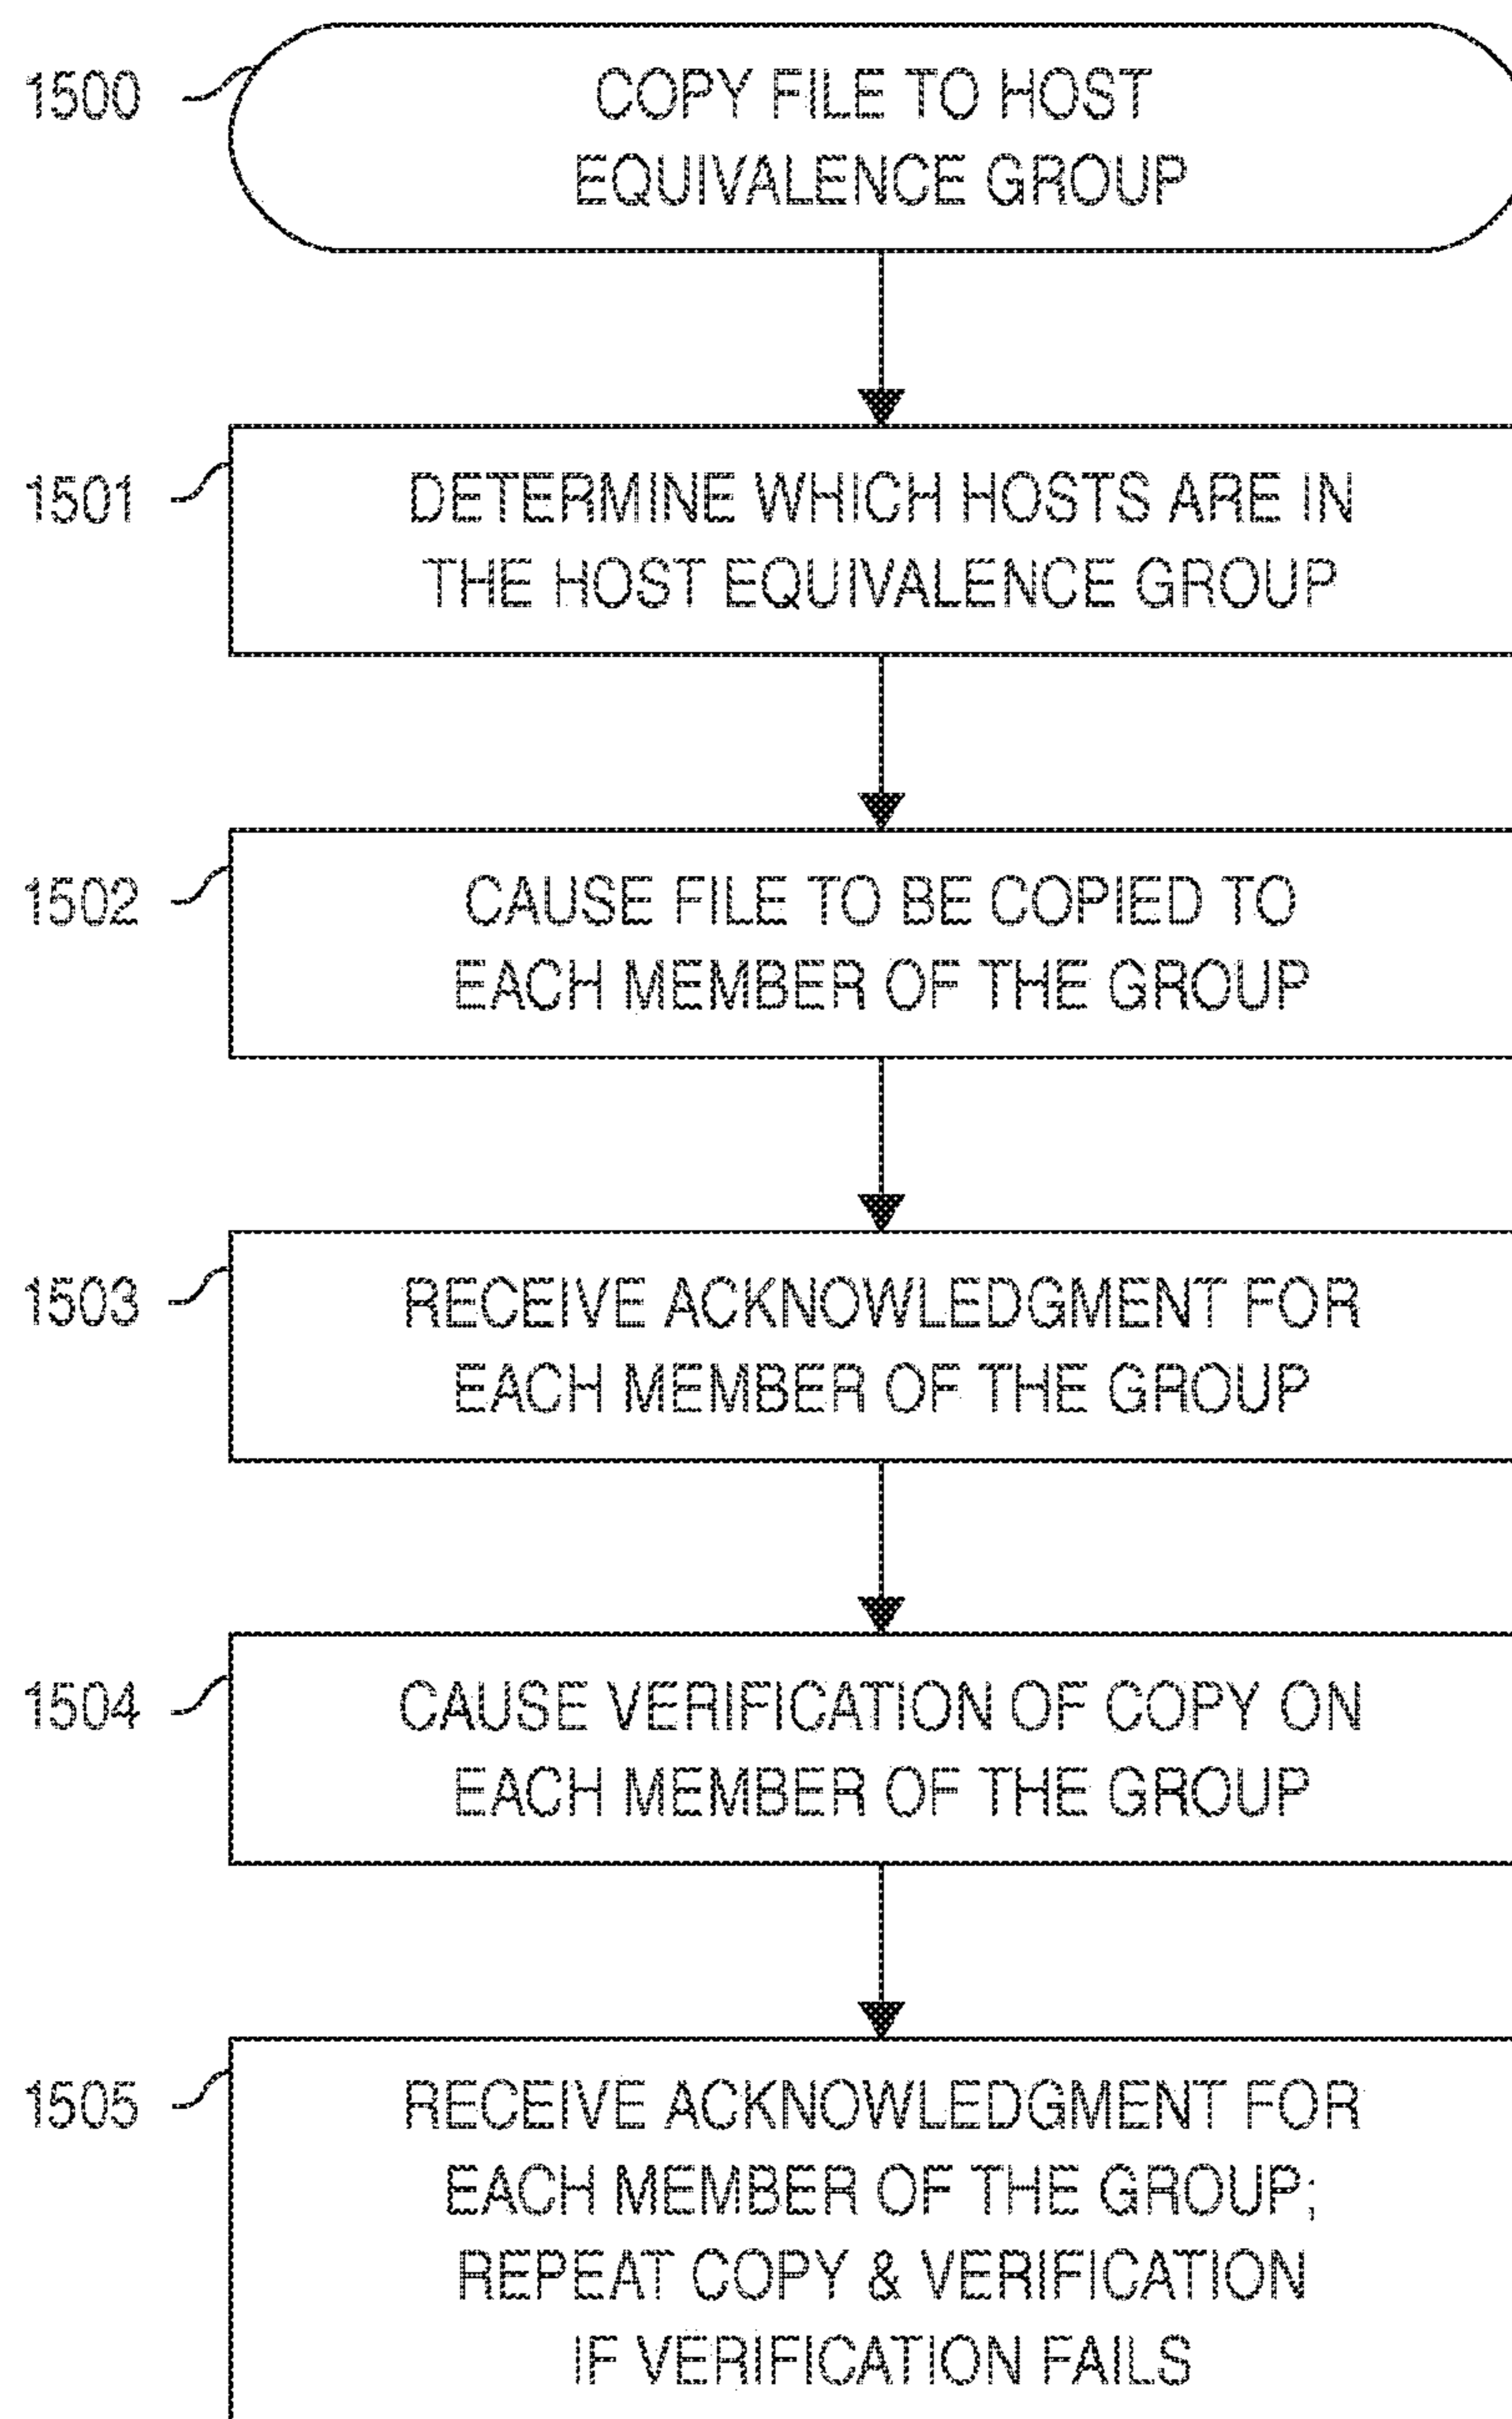 1500
COPY FILE TO HOST
EQUIVALENCE GROUP
1501
DETERMINE WHICH HOSTS ARE IN
THE HOST EQUIVALENCE GROUP
1502
CAUSE FILE TO BE COPIED TO
EACH MEMBER OF THE GROUP
1503
RECEIVE ACKNOWLEDGMENT FOR
EACH MEMBER OF THE GROUP
1504
CAUSE VERIFICATION OF COPY ON
EACH MEMBER OF THE GROUP
1505
RECEIVE ACKNOWLEDGMENT FOR
EACH MEMBER OF THE GROUP;
REPEAT COPY & VERIFICATION
IF VERIFICATION FAILS